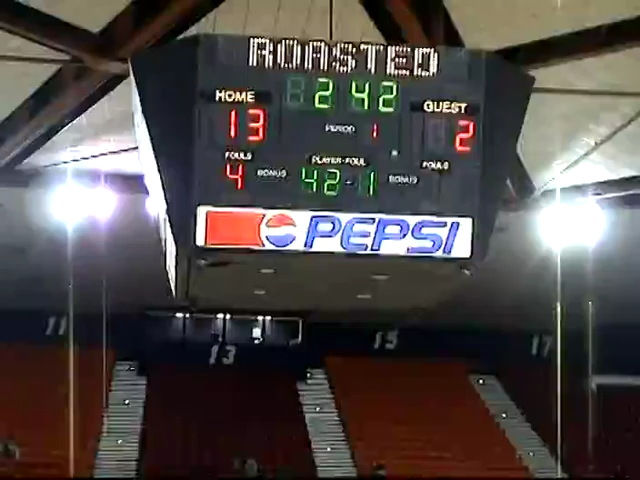 ROASTED
HOME 2 42 GUEST
13 PERIOD 1 2
FOULS PLAYER-FOUL FOULS
4 BONUS 42-1 BONUS
PEPSI
11 13 15 17